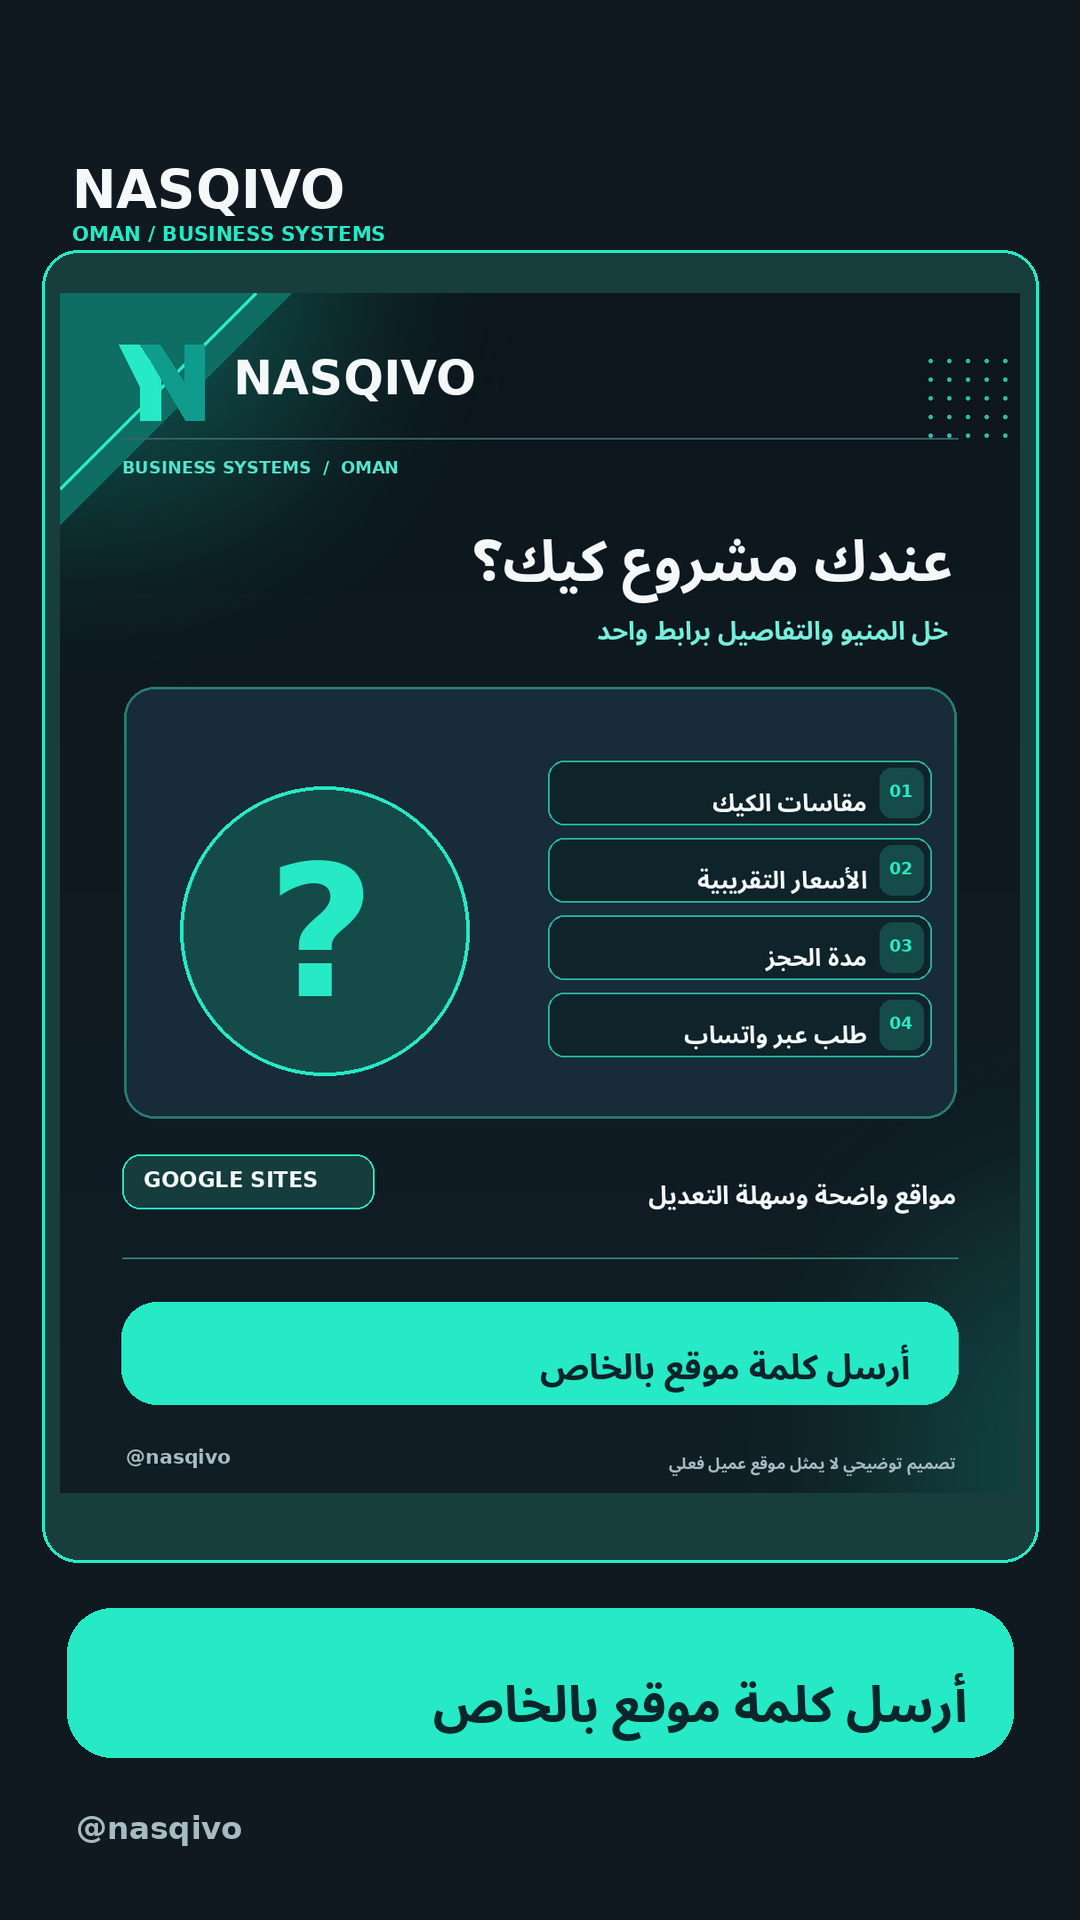 NASQIVO
OMAN / BUSINESS SYSTEMS
NASQIVO
BUSINESS SYSTEMS / OMAN
عندك مشروع كيك؟
خل المنيو والتفاصيل برابط واحد
?
01 مقاسات الكيك
02 الأسعار التقريبية
03 مدة الحجز
04 طلب عبر واتساب
مواقع واضحة وسهلة التعديل
GOOGLE SITES
أرسل كلمة موقع بالخاص
تصميم توضيحي لا يمثل موقع عميل فعلي
@nasqivo
أرسل كلمة موقع بالخاص
@nasqivo